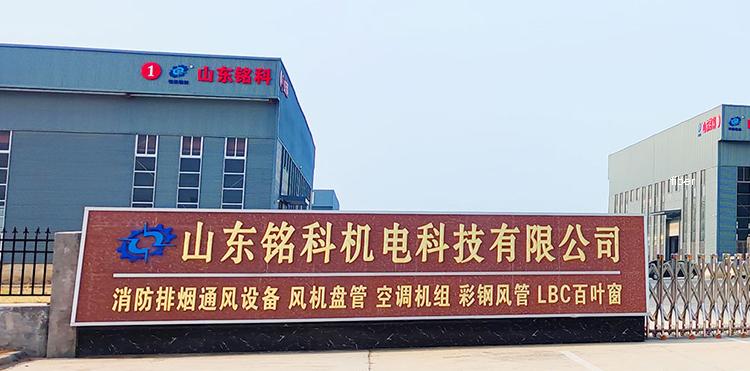 1 山东铭科
fiber
山东铭科机电科技有限公司
消防排烟通风设备 风机盘管 空调机组 彩钢风管 LBC百叶窗